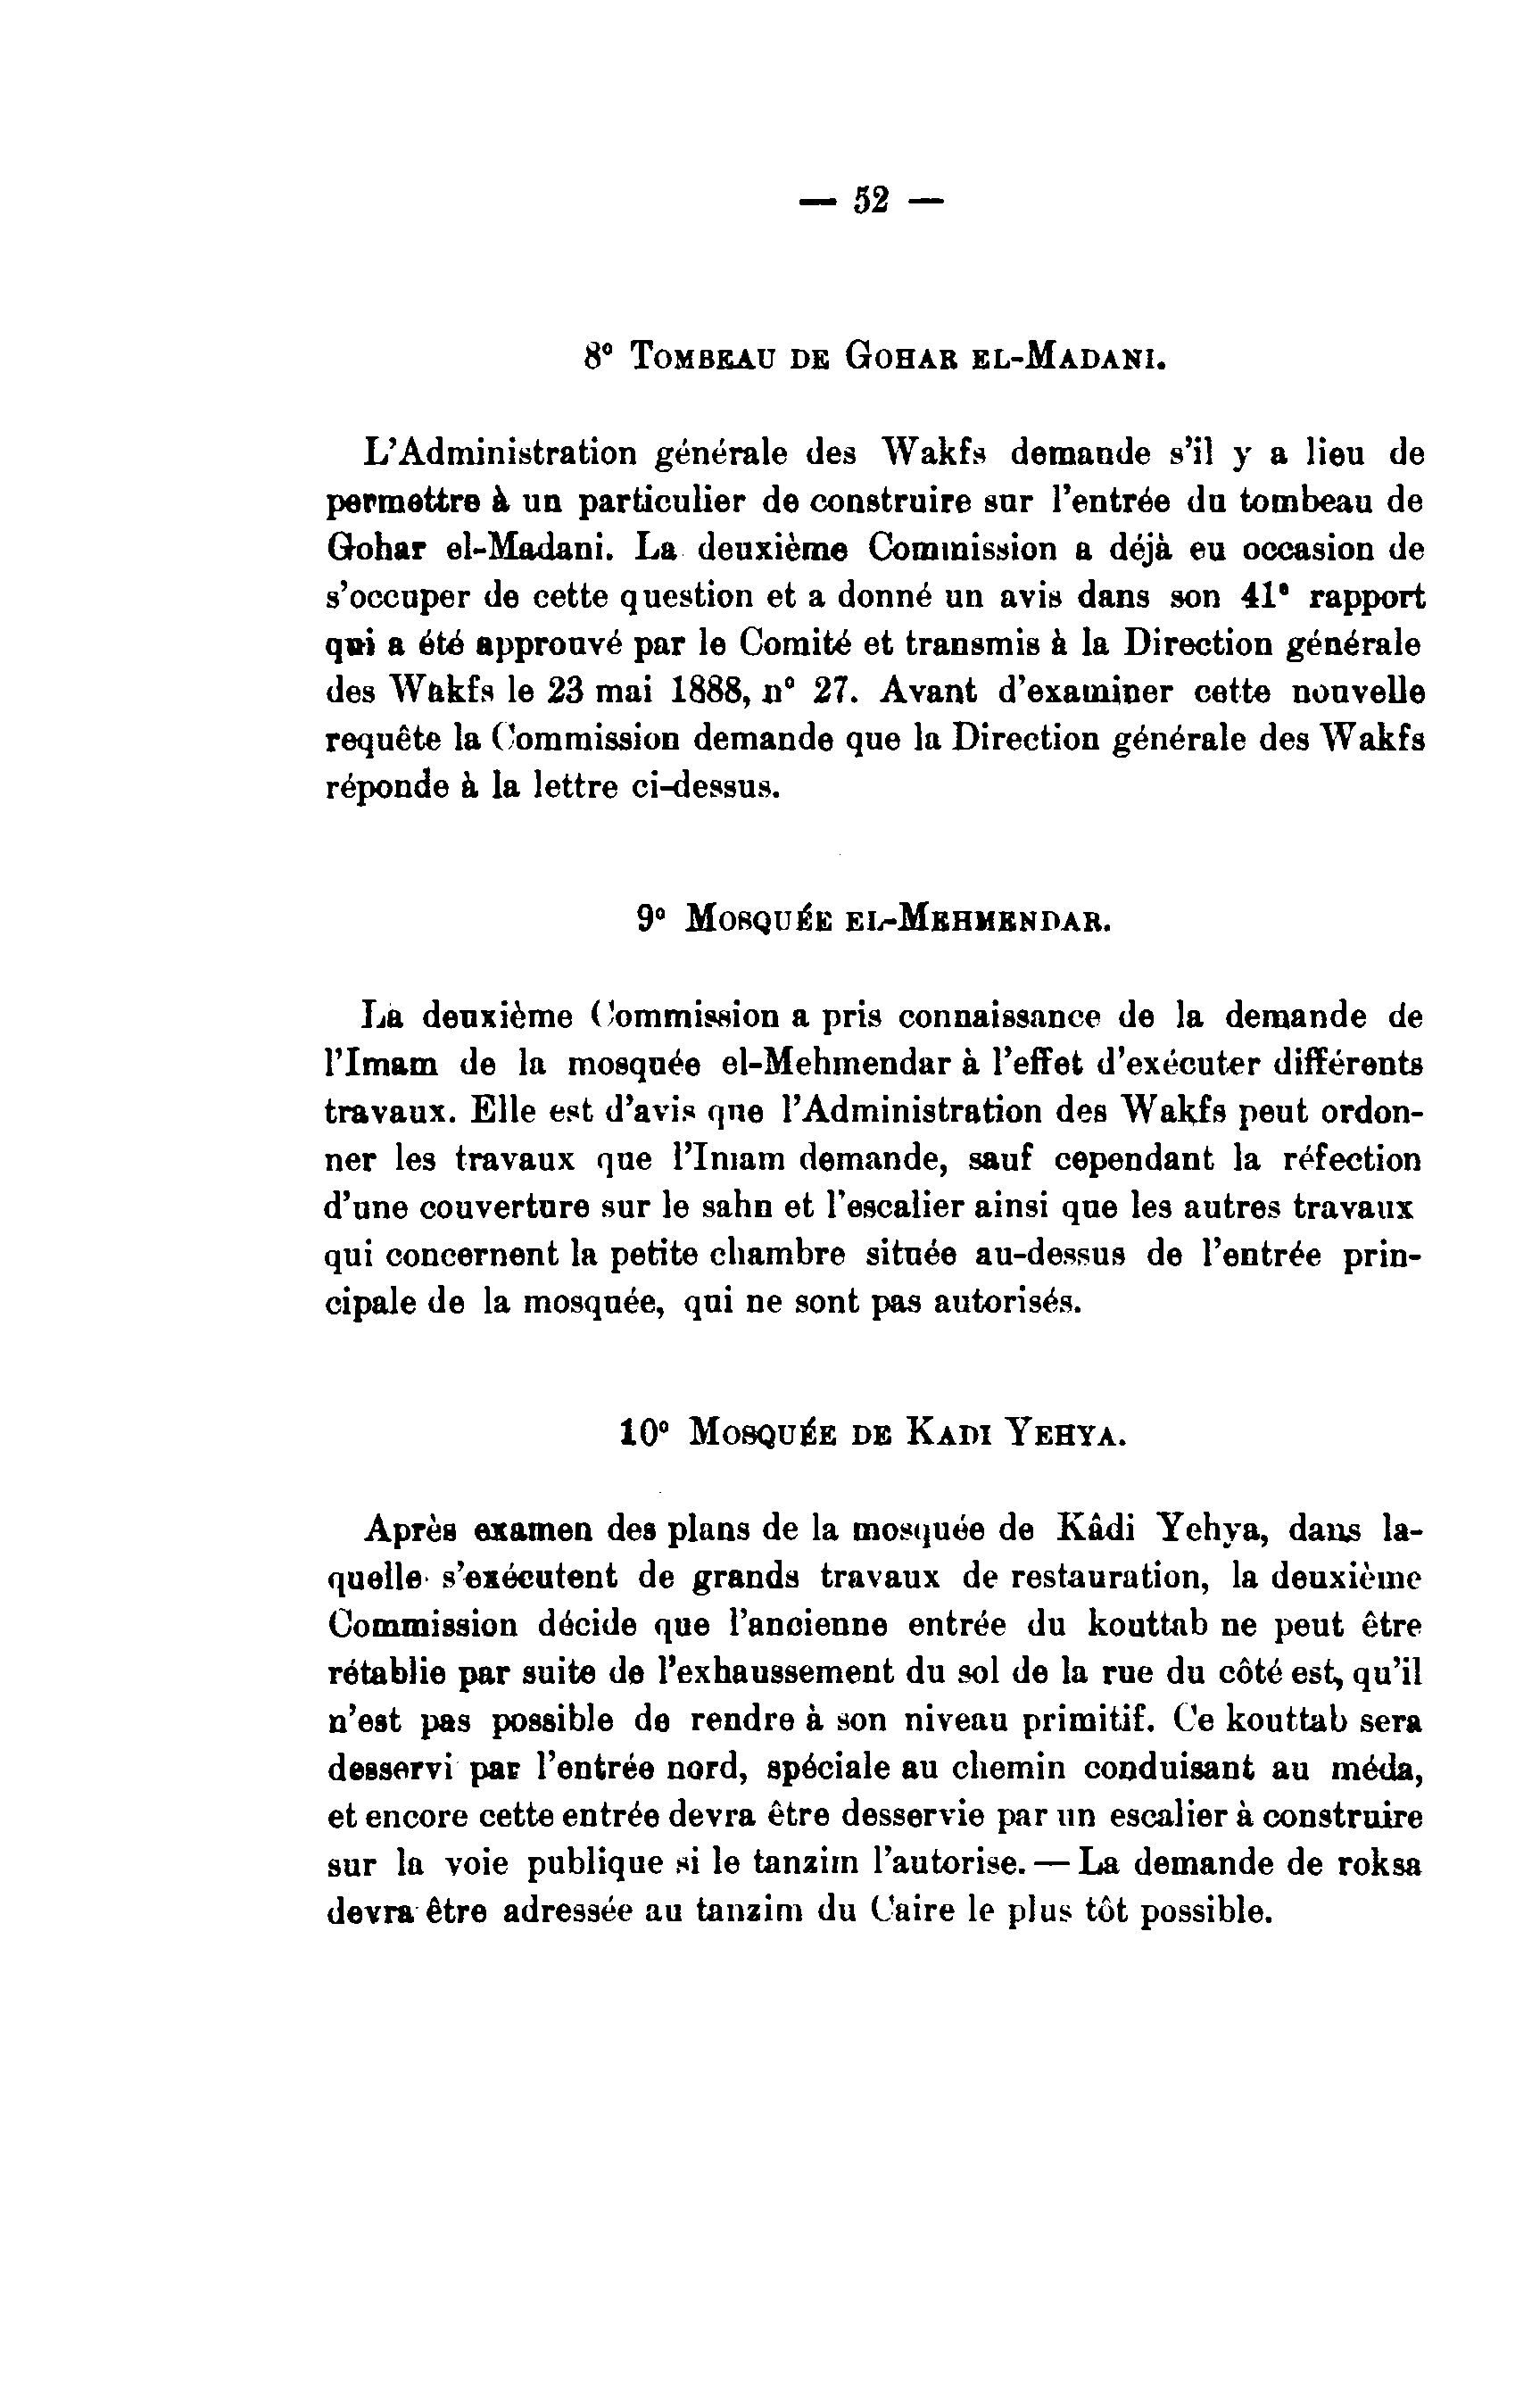 — 52 —
8° TOMBEAU DE GOHAR EL-MADANI.
L'Administration générale des Wakfs demande s'il y a lieu de
permettre à un particulier de construire sur l'entrée du tombeau de
Gohar el-Madani. La deuxième Commission a déjà eu occasion de
s'occuper de cette question et a donné un avis dans son 41e rapport
qui a été approuvé par le Comité et transmis à la Direction générale
des Wakfs le 23 mai 1888, n° 27. Avant d'examiner cette nouvelle
requête la Commission demande que la Direction générale des Wakfs
réponde à la lettre ci-dessus.
9° MOSQUÉE EL-MEHMENDAR.
La deuxième Commission a pris connaissance de la demande de
l'Imam de la mosquée el-Mehmendar à l'effet d'exécuter différents
travaux. Elle est d'avis que l'Administration des Wakfs peut ordon-
ner les travaux que l'Imam demande, sauf cependant la réfection
d'une couverture sur le sahn et l'escalier ainsi que les autres travaux
qui concernent la petite chambre située au-dessus de l'entrée prin-
cipale de la mosquée, qui ne sont pas autorisés.
10° MOSQUÉE DE KADI YEHYA.
Après examen des plans de la mosquée de Kâdi Yehya, dans la-
quelle s'exécutent de grands travaux de restauration, la deuxième
Commission décide que l'ancienne entrée du kouttab ne peut être
rétablie par suite de l'exhaussement du sol de la rue du côté est, qu'il
n'est pas possible de rendre à son niveau primitif. Ce kouttab sera
desservi par l'entrée nord, spéciale au chemin conduisant au méda,
et encore cette entrée devra être desservie par un escalier à construire
sur la voie publique si le tanzim l'autorise. — La demande de roksa
devra être adressée au tanzim du Caire le plus tôt possible.